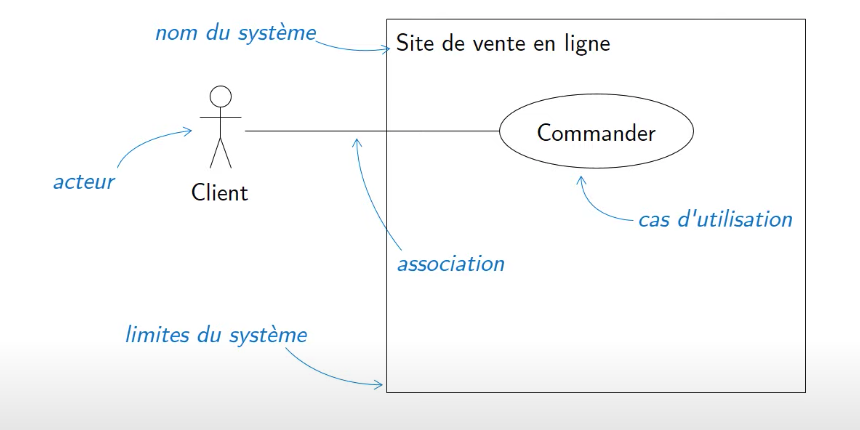 nom du système
Site de vente en ligne
Commander
acteur
Client
cas d'utilisation
association
limites du système